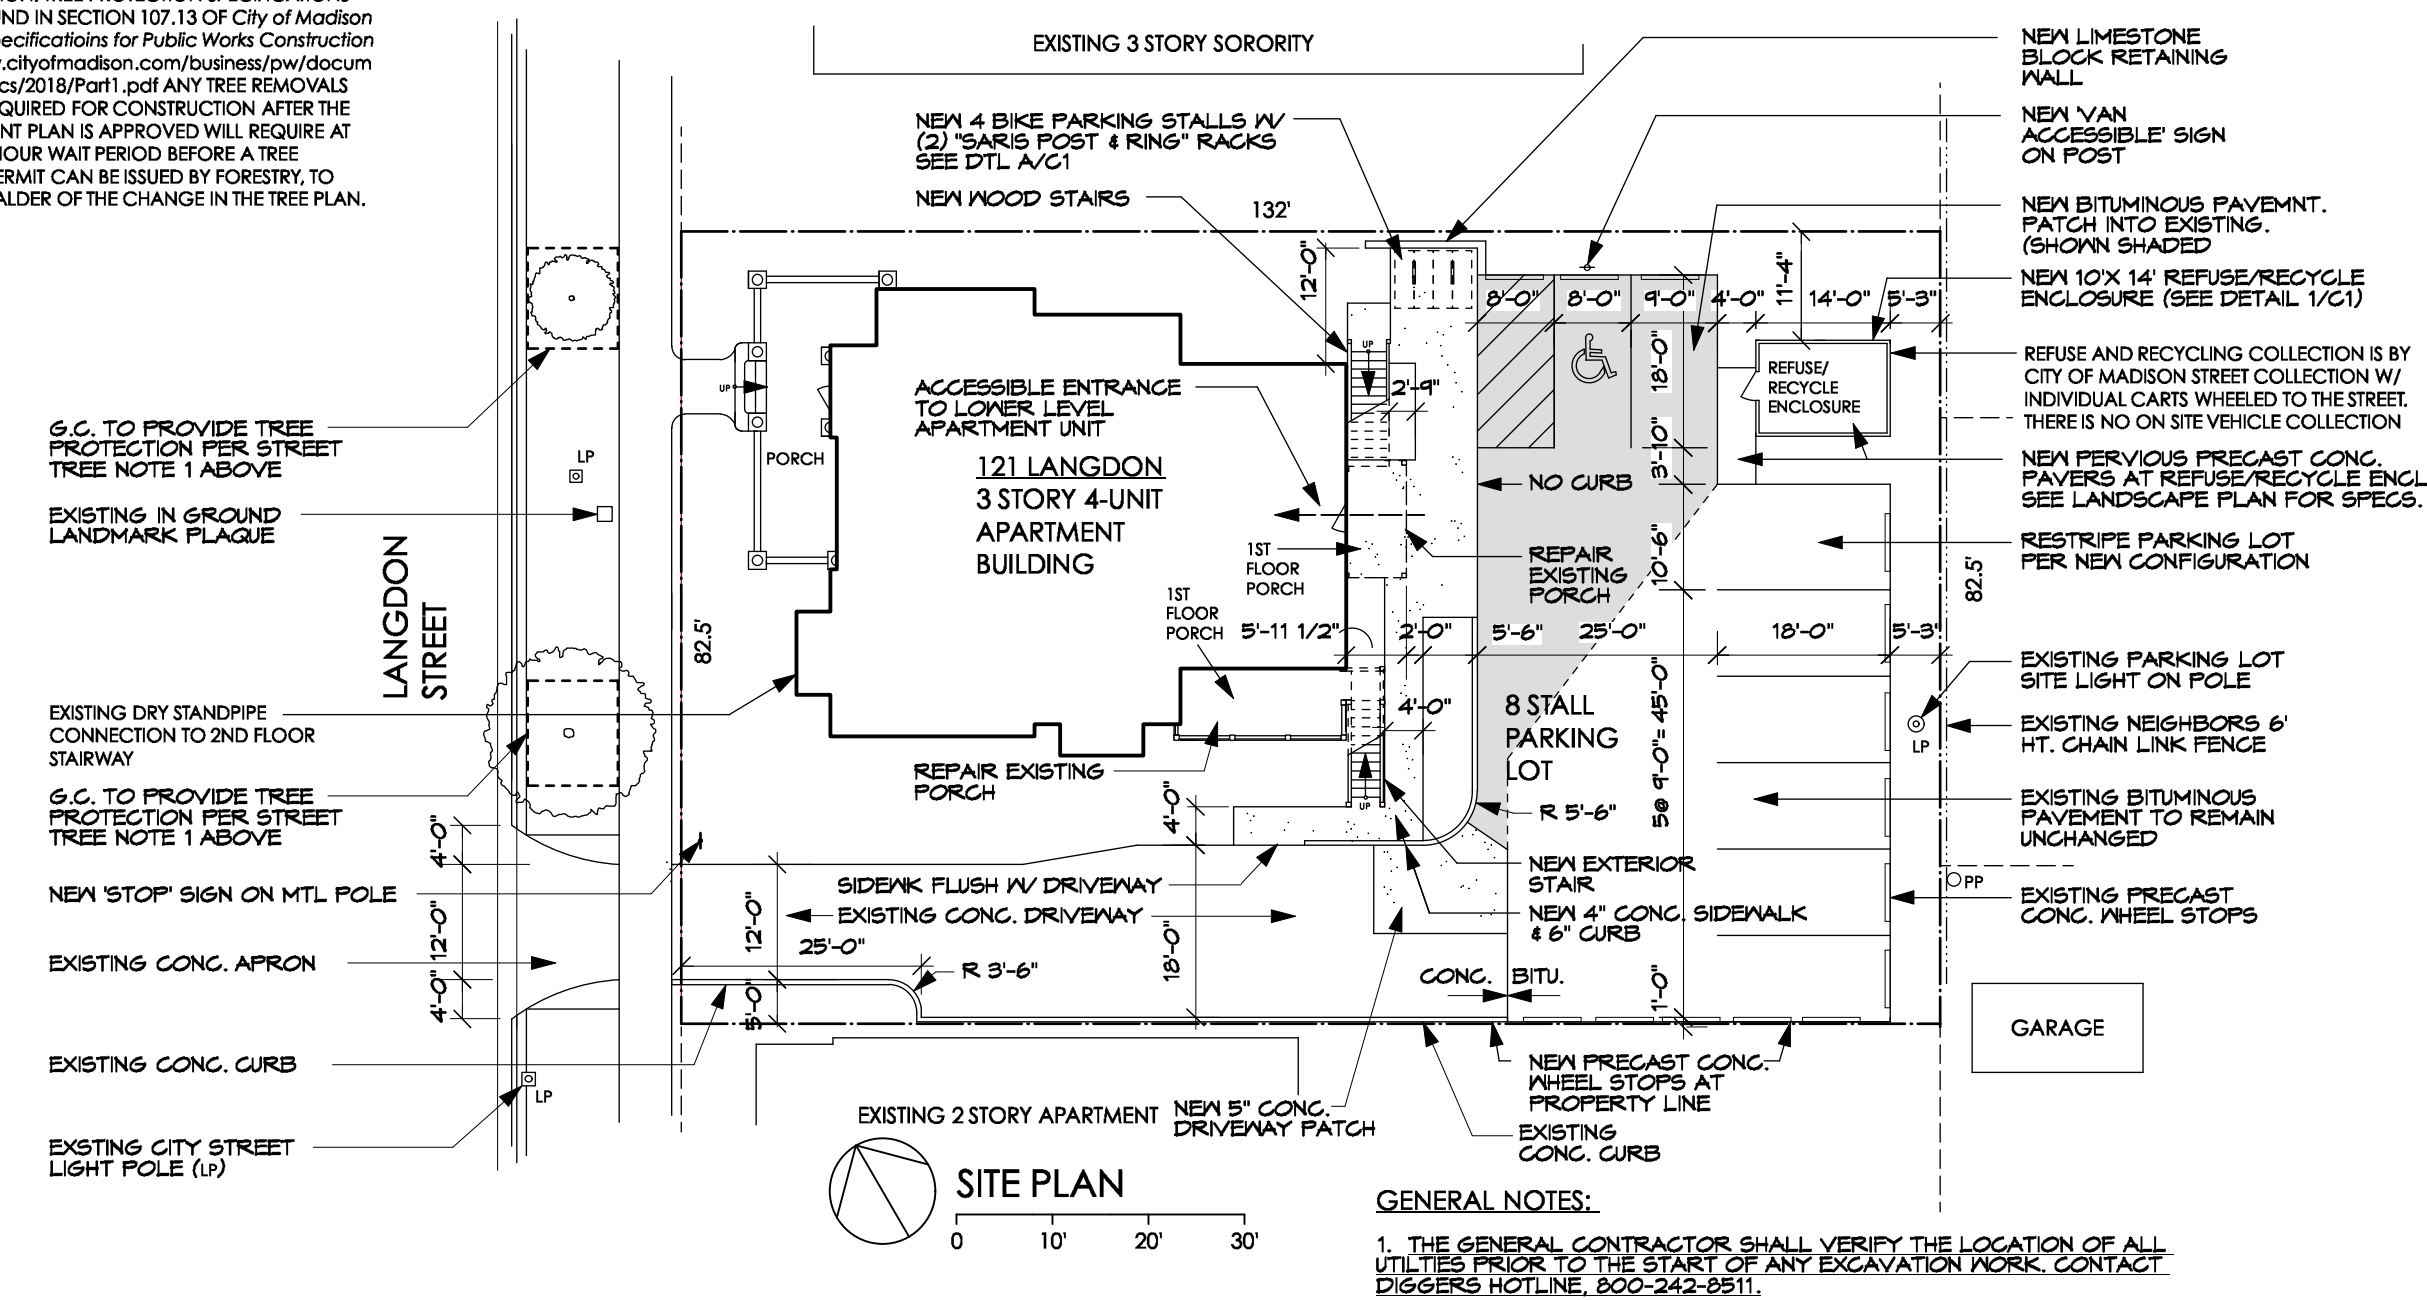 UND IN SECTION 107.13 OF City of Madison
ecificatioins for Public Works Construction
.cityofmadison.com/business/pw/docum
cs/2018/Part1.pdf ANY TREE REMOVALS
QUIRED FOR CONSTRUCTION AFTER THE
NT PLAN IS APPROVED WILL REQUIRE AT
HOUR WAIT PERIOD BEFORE A TREE
ERMIT CAN BE ISSUED BY FORESTRY, TO
ALDER OF THE CHANGE IN THE TREE PLAN.
EXISTING 3 STORY SORORITY
NEW 4 BIKE PARKING STALLS W/
(2) "SARIS POST & RING" RACKS
SEE DTL A/C1
NEW WOOD STAIRS
132'
NEW LIMESTONE
BLOCK RETAINING
WALL
NEW 'VAN
ACCESSIBLE' SIGN
ON POST
NEW BITUMINOUS PAVEMNT.
PATCH INTO EXISTING.
(SHOWN SHADED
NEW 10'X 14' REFUSE/RECYCLE
ENCLOSURE (SEE DETAIL 1/C1)
REFUSE AND RECYCLING COLLECTION IS BY
CITY OF MADISON STREET COLLECTION W/
INDIVIDUAL CARTS WHEELED TO THE STREET.
THERE IS NO ON SITE VEHICLE COLLECTION
NEW PERVIOUS PRECAST CONC.
PAVERS AT REFUSE/RECYCLE ENCL
SEE LANDSCAPE PLAN FOR SPECS.
RESTRIPE PARKING LOT
PER NEW CONFIGURATION
82.5'
EXISTING PARKING LOT
SITE LIGHT ON POLE
EXISTING NEIGHBORS 6'
HT. CHAIN LINK FENCE
LP
EXISTING BITUMINOUS
PAVEMENT TO REMAIN
UNCHANGED
PP
EXISTING PRECAST
CONC. WHEEL STOPS
GARAGE
12'-0"
8'-0"
8'-0"
9'-0"
4'-0"
11'-4"
14'-0"
5'-3"
18'-0"
REFUSE/
RECYCLE
ENCLOSURE
3'-10"
10'-6"
UP
2'-9"
UP
PORCH
ACCESSIBLE ENTRANCE
TO LOWER LEVEL
APARTMENT UNIT
121 LANGDON
3 STORY 4-UNIT
APARTMENT
BUILDING
NO CURB
1ST
FLOOR
PORCH
REPAIR
EXISTING
PORCH
1ST
FLOOR
PORCH
5'-11 1/2"
2'-0"
5'-6"
25'-0"
18'-0"
5'-3"
4'-0"
8 STALL
PARKING
LOT
5@ 9'-0"= 45'-0"
R 5'-6"
UP
REPAIR EXISTING
PORCH
4'-0"
G.C. TO PROVIDE TREE
PROTECTION PER STREET
TREE NOTE 1 ABOVE
LP
EXISTING IN GROUND
LANDMARK PLAQUE
LANGDON
STREET
82.5'
EXISTING DRY STANDPIPE
CONNECTION TO 2ND FLOOR
STAIRWAY
G.C. TO PROVIDE TREE
PROTECTION PER STREET
TREE NOTE 1 ABOVE
4'-0"
NEW 'STOP' SIGN ON MTL POLE
12'-0"
EXISTING CONC. APRON
4'-0"
EXISTING CONC. CURB
LP
EXSTING CITY STREET
LIGHT POLE (LP)
SIDEWK FLUSH W/ DRIVEWAY
EXISTING CONC. DRIVEWAY
12'-0"
25'-0"
R 3'-6"
5'-0"
18'-0"
NEW EXTERIOR
STAIR
NEW 4" CONC. SIDEWALK
& 6" CURB
CONC.
BITU.
1'-0"
NEW PRECAST CONC.
WHEEL STOPS AT
PROPERTY LINE
EXISTING 2 STORY APARTMENT
NEW 5" CONC.
DRIVEWAY PATCH
EXISTING
CONC. CURB
SITE PLAN
0 10' 20' 30'
GENERAL NOTES:
1. THE GENERAL CONTRACTOR SHALL VERIFY THE LOCATION OF ALL
UTILTIES PRIOR TO THE START OF ANY EXCAVATION WORK. CONTACT
DIGGERS HOTLINE, 800-242-8511.